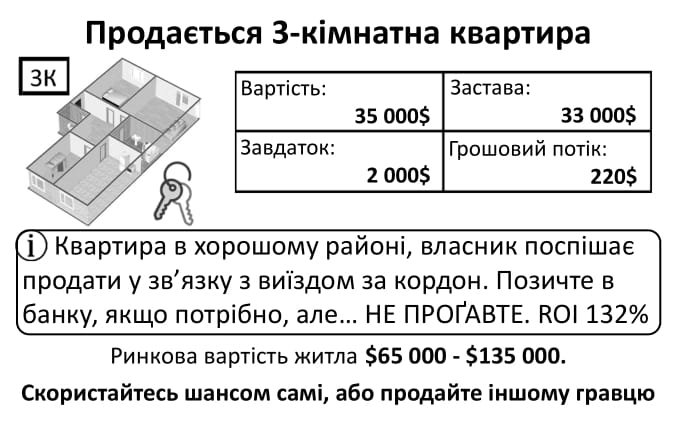 Продається 3-кімнатна квартира
3К
Вартість:
35 000$
Застава:
33 000$
Завдаток:
2 000$
Грошовий потік:
220$
i Квартира в хорошому районі, власник поспішає
продати у зв’язку з виїздом за кордон. Позичте в
банку, якщо потрібно, але... НЕ ПРОҐАВТЕ. ROI 132%
Ринкова вартість житла $65 000 - $135 000.
Скористайтесь шансом самі, або продайте іншому гравцю